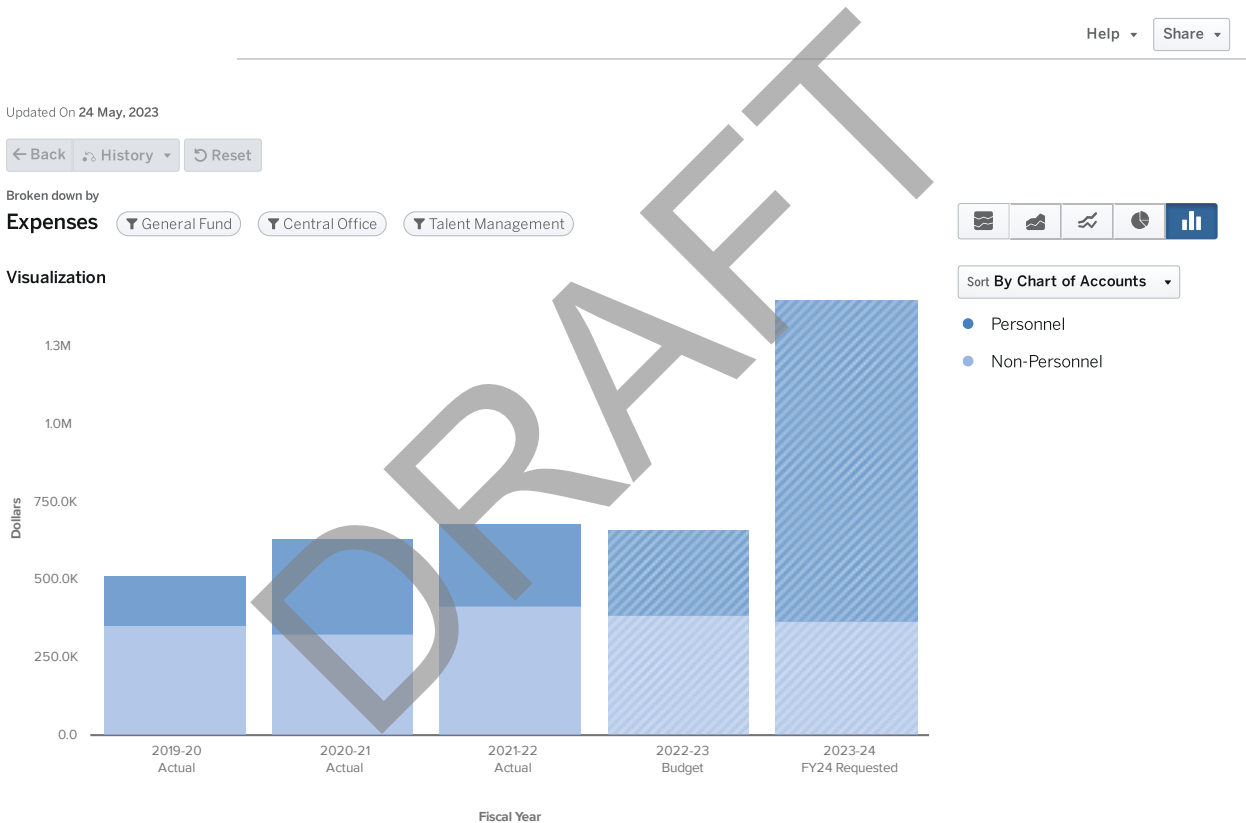 Help
Share
Updated On 24 May, 2023
Back
History
Reset
Broken down by
Expenses
General Fund
Central Office
Talent Management
Visualization
Sort By Chart of Accounts
Personnel
Non-Personnel
1.3M
1.0M
750.0K
500.0K
250.0K
0.0
Dollars
2019-20
Actual
2020-21
Actual
2021-22
Actual
2022-23
Budget
2023-24
FY24 Requested
Fiscal Year
DRAFT